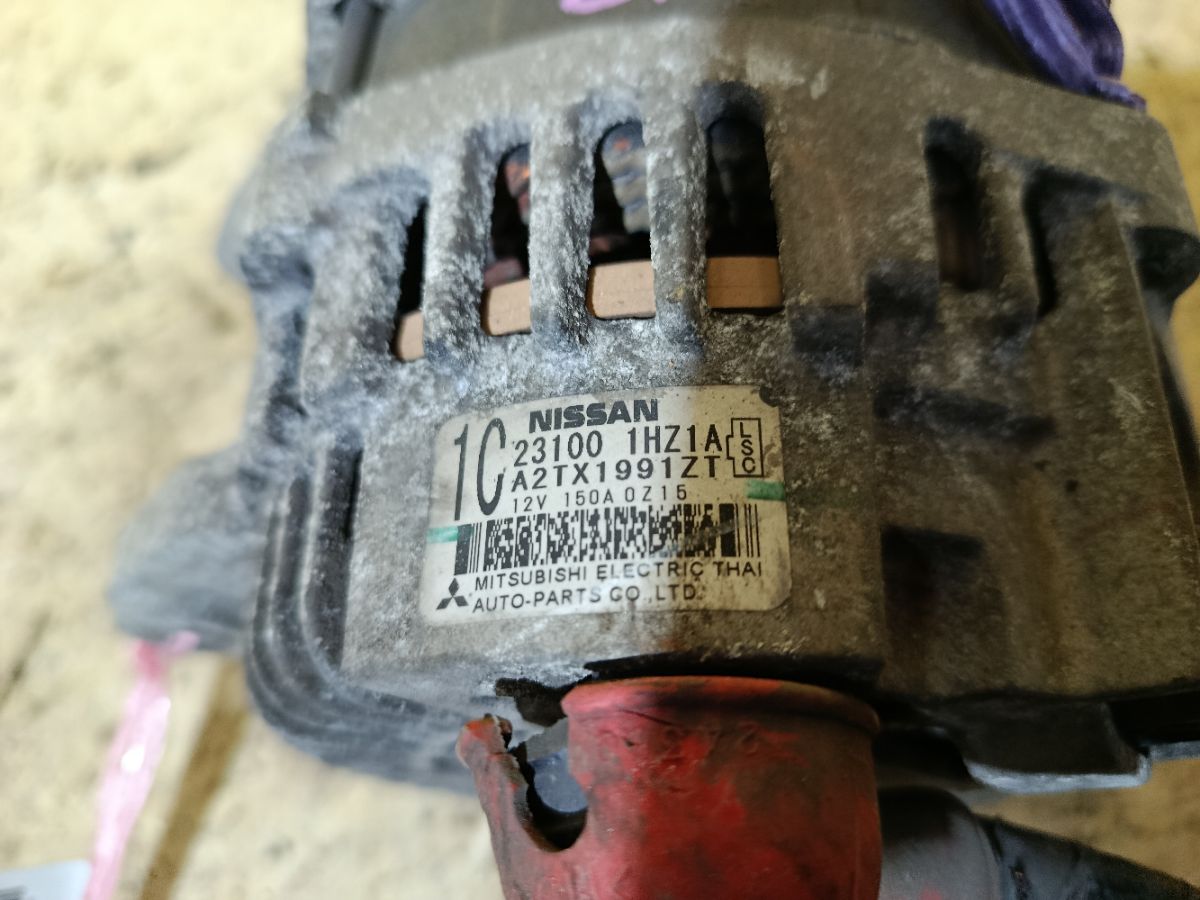 NISSAN
1C
23100 1HZ1A
LSC
A2TX1991ZT
12V 150A 0Z15
MITSUBISHI ELECTRIC THAI
AUTO-PARTS CO.,LTD.